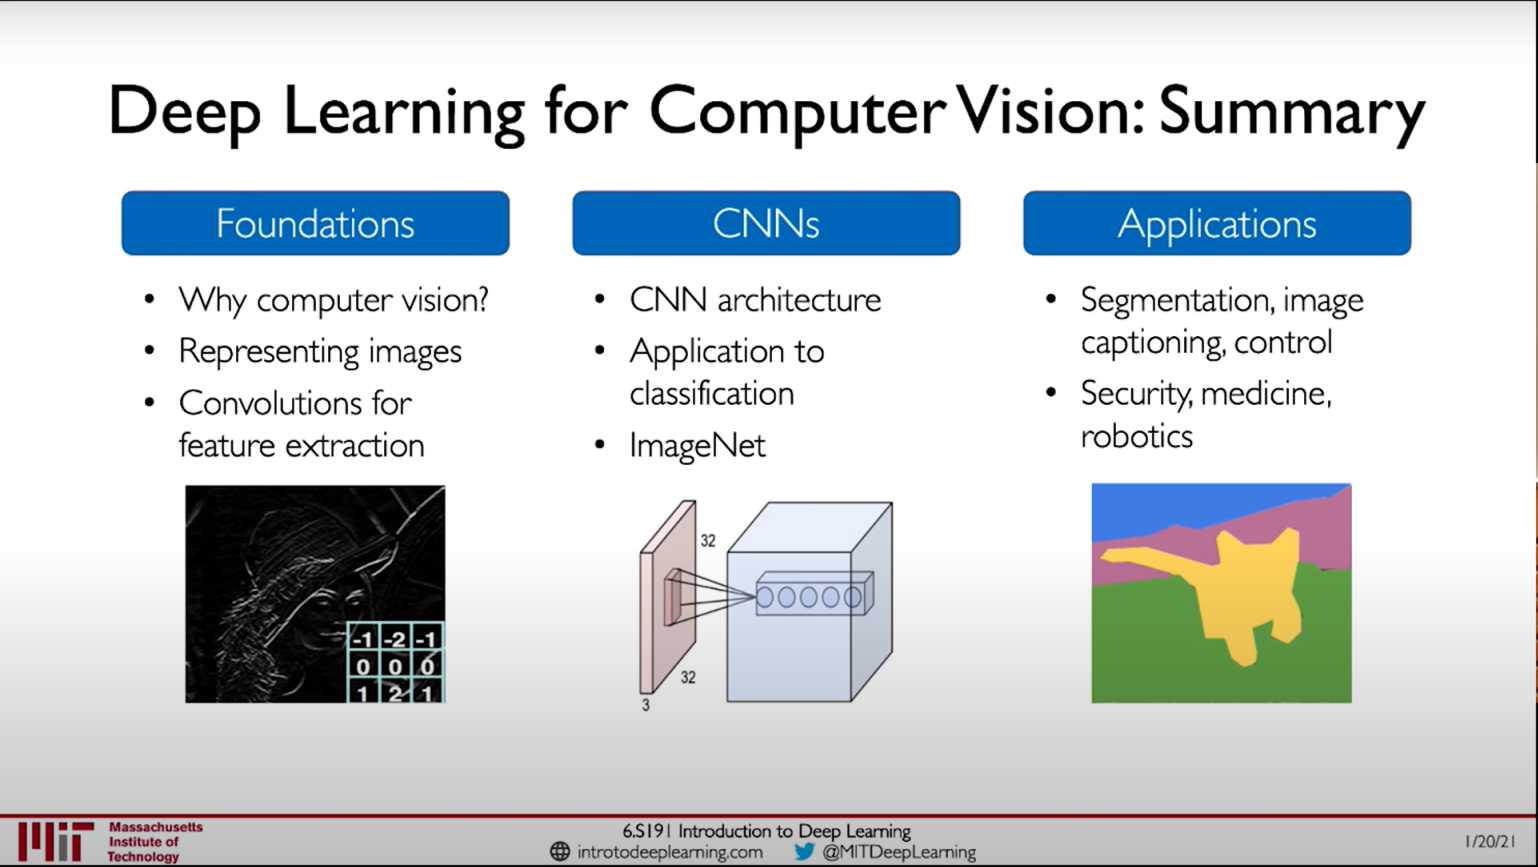 Deep Learning for Computer Vision: Summary
Foundations
• Why computer vision?
• Representing images
• Convolutions for
feature extraction
-1 -2 -1
0 0 0
1 2 1
CNNs
• CNN architecture
• Application to
classification
• ImageNet
32
32
3
Applications
• Segmentation, image
captioning, control
• Security, medicine,
robotics
MIT
Massachusetts
Institute of
Technology
6.S191 Introduction to Deep Learning
introtodeeplearning.com @MITDeepLearning
1/20/21